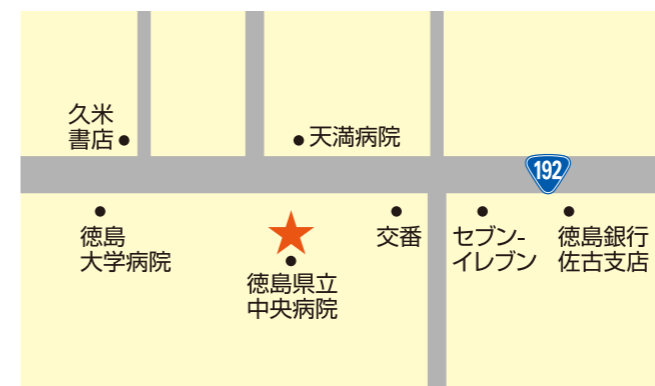 久米
書店
天満病院
192
徳島
大学病院
徳島県立
中央病院
交番
セブン-
イレブン
徳島銀行
佐古支店